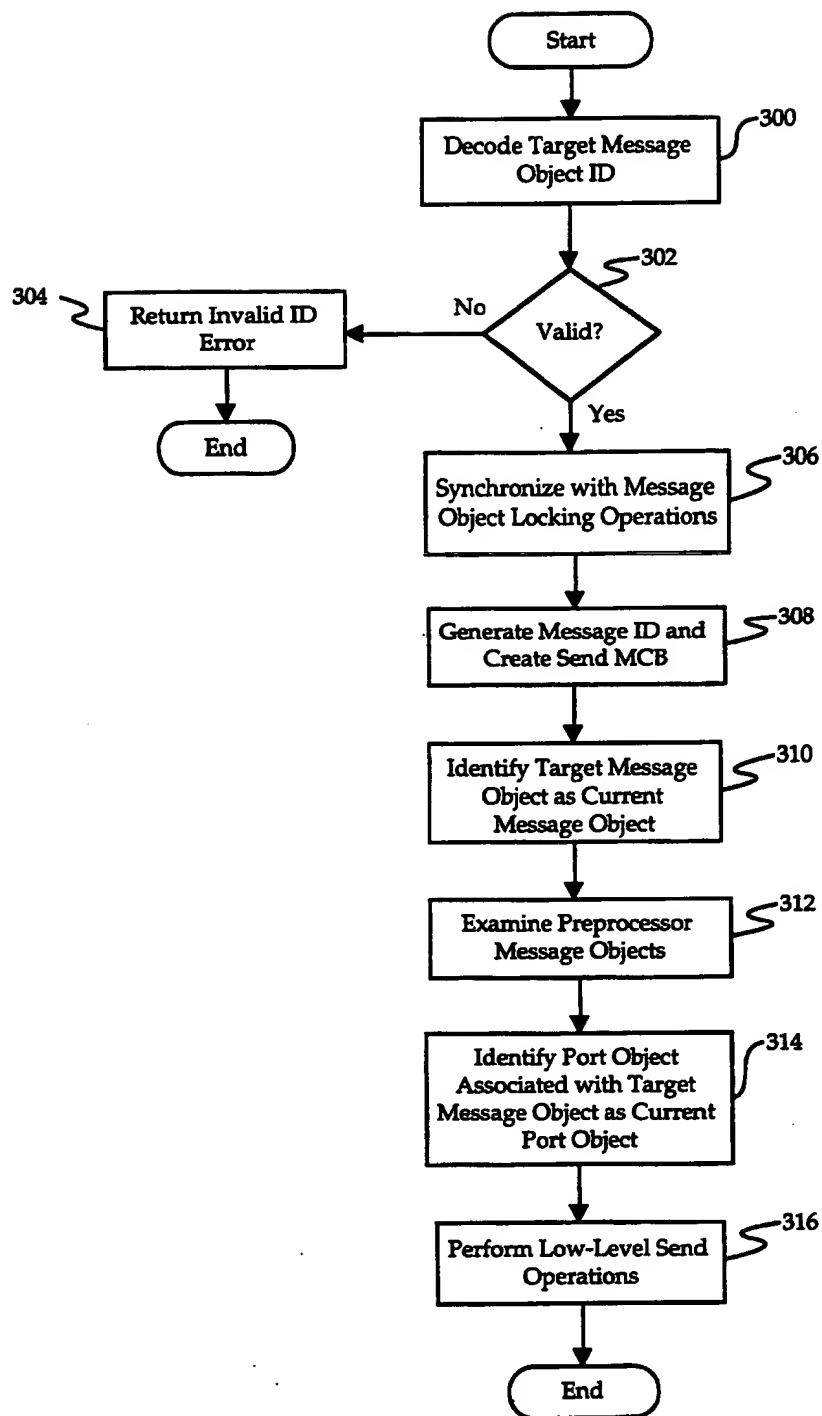 Start
300
Decode Target Message
Object ID
302
304
No
Return Invalid ID
Error
Valid?
Yes
End
306
Synchronize with Message
Object Locking Operations
308
Generate Message ID and
Create Send MCB
310
Identify Target Message
Object as Current
Message Object
312
Examine Preprocessor
Message Objects
314
Identify Port Object
Associated with Target
Message Object as Current
Port Object
316
Perform Low-Level Send
Operations
End